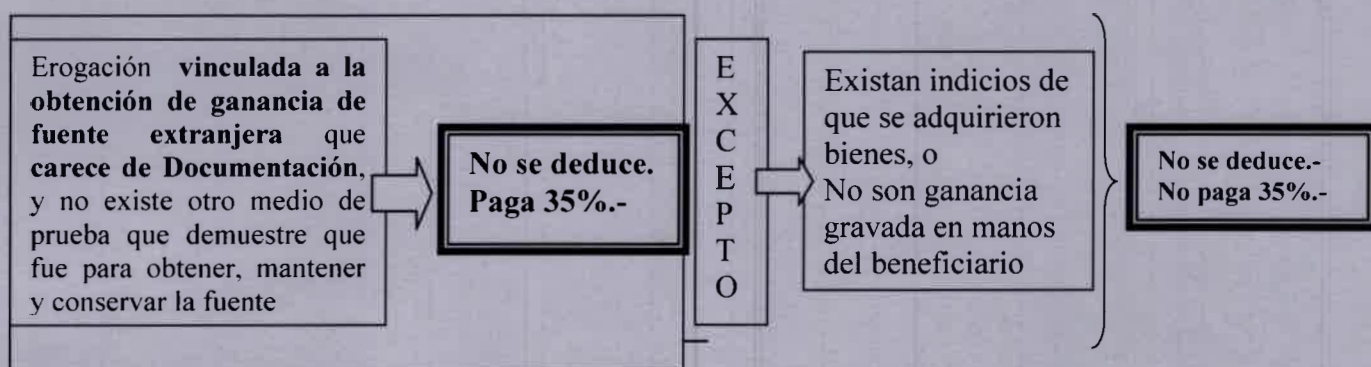 Erogación vinculada a la
obtención de ganancia de
fuente extranjera que
carece de Documentación,
y no existe otro medio de
prueba que demuestre que
fue para obtener, mantener
y conservar la fuente
No se deduce.
Paga 35%.-
E
X
C
E
P
T
O
Existan indicios de
que se adquirieron
bienes, o
No son ganancia
gravada en manos
del beneficiario
No se deduce.-
No paga 35%.-